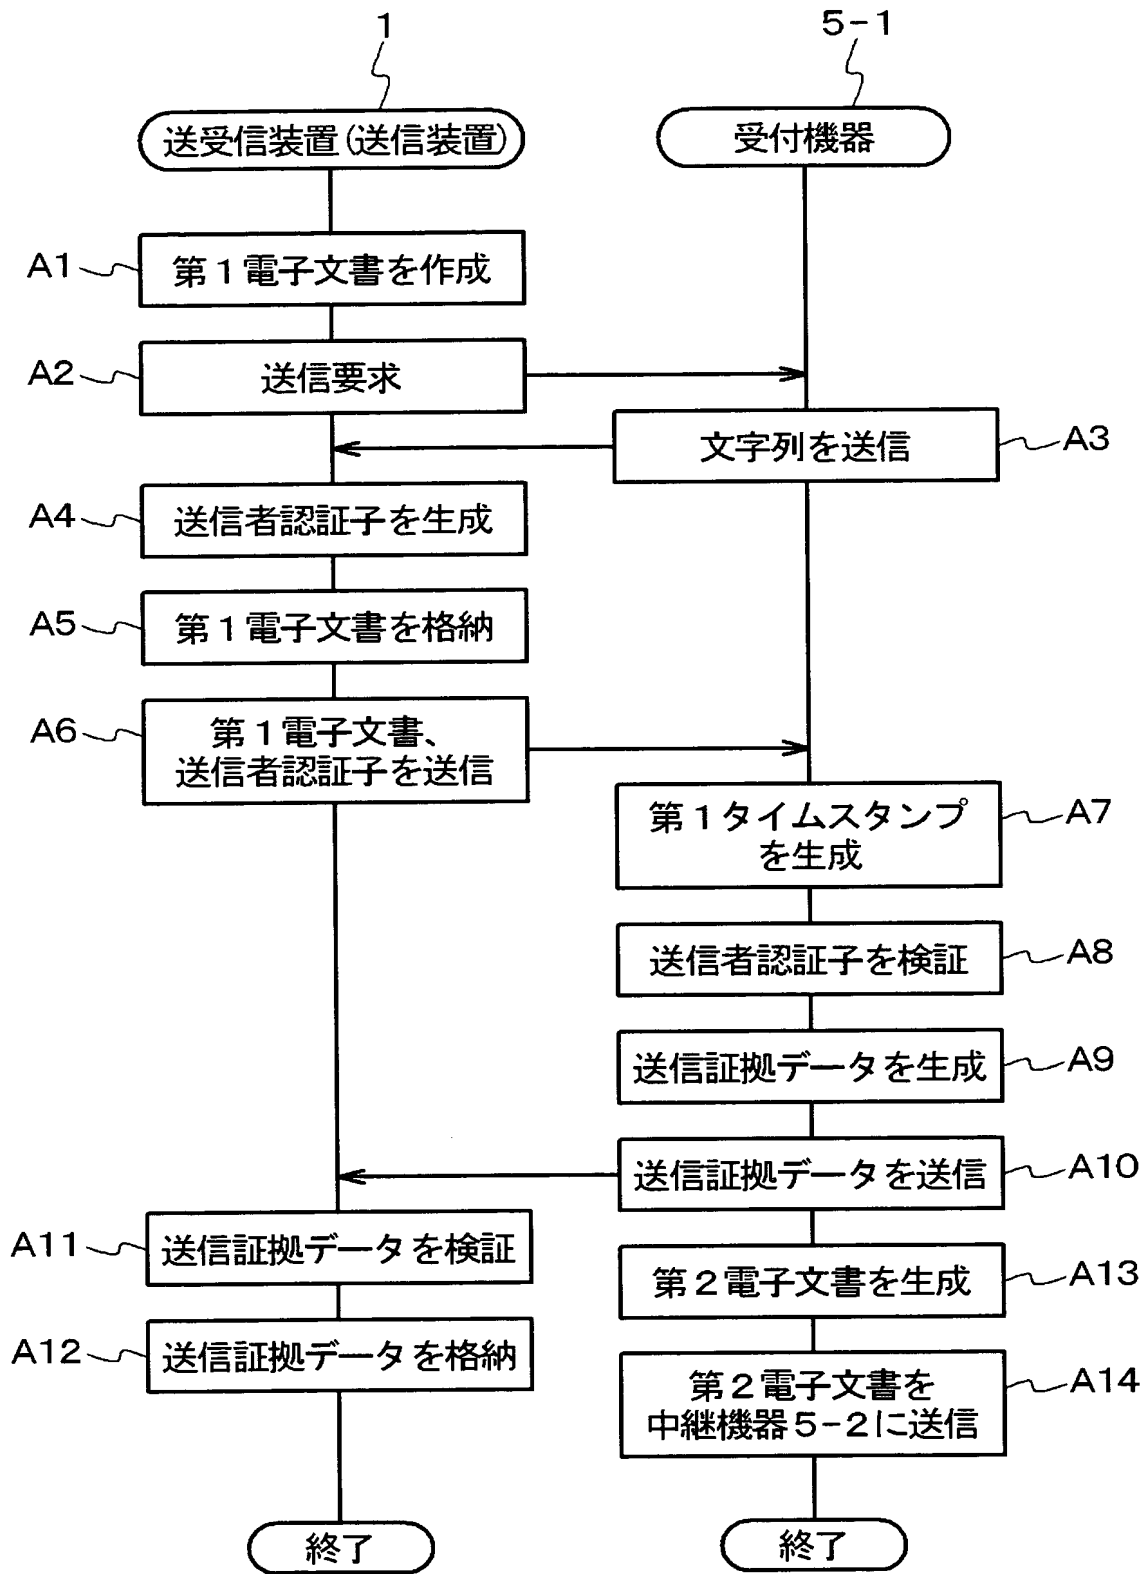 1
5-1
送受信装置(送信装置)
受付機器
A1
第1電子文書を作成
A2
送信要求
文字列を送信
A3
A4
送信者認証子を生成
A5
第1電子文書を格納
A6
第1電子文書、
送信者認証子を送信
第1タイムスタンプ
を生成
A7
送信者認証子を検証
A8
送信証拠データを生成
A9
送信証拠データを送信
A10
A11
送信証拠データを検証
第2電子文書を生成
A13
A12
送信証拠データを格納
第2電子文書を
中継機器5-2に送信
A14
終了
終了